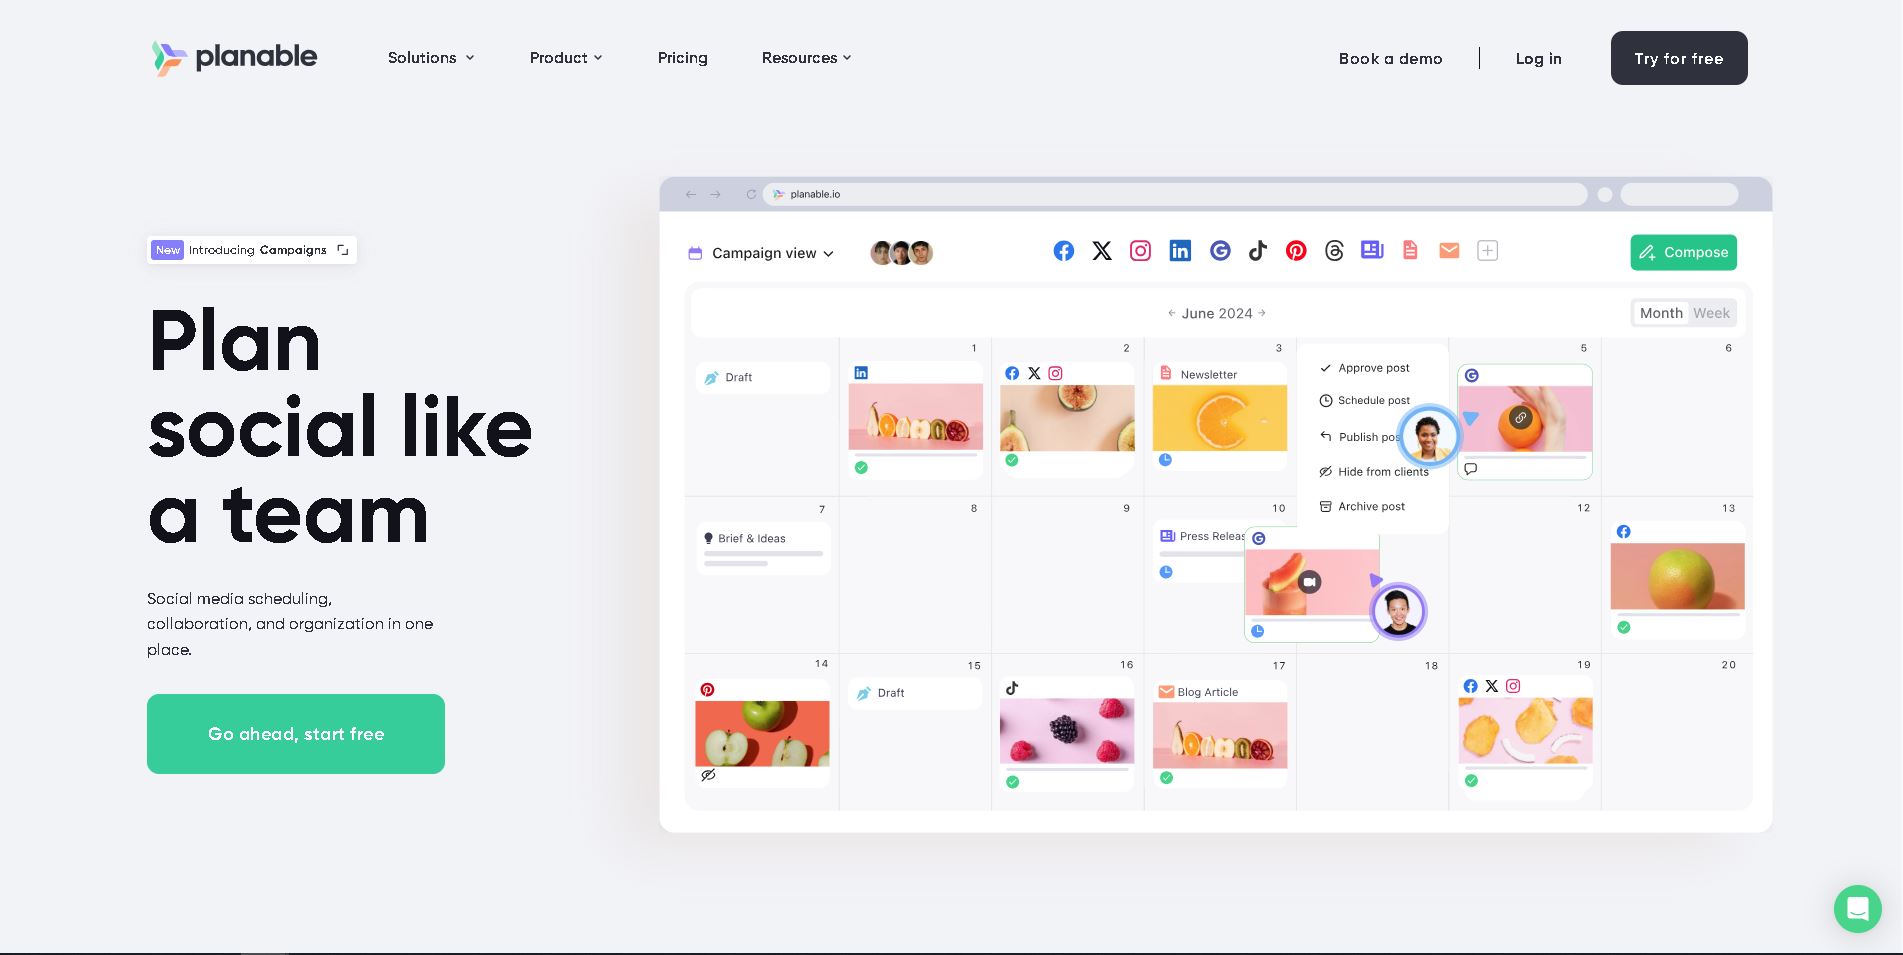 planable
Solutions
Product
Pricing
Resources
Book a demo
Log in
Try for free
New Introducing Campaigns
Plan
social like
a team
Social media scheduling,
collaboration, and organization in one
place.
Go ahead, start free
planable.io
Campaign view
Compose
June 2024
Month Week
1 2 3 5 6
Draft
Newsletter
Approve post
Schedule post
Publish
Hide from clients
Archive post
7 8 9 10 12 13
Brief & Ideas
Press
14 15 16 17 18 19 20
Draft
Blog Article